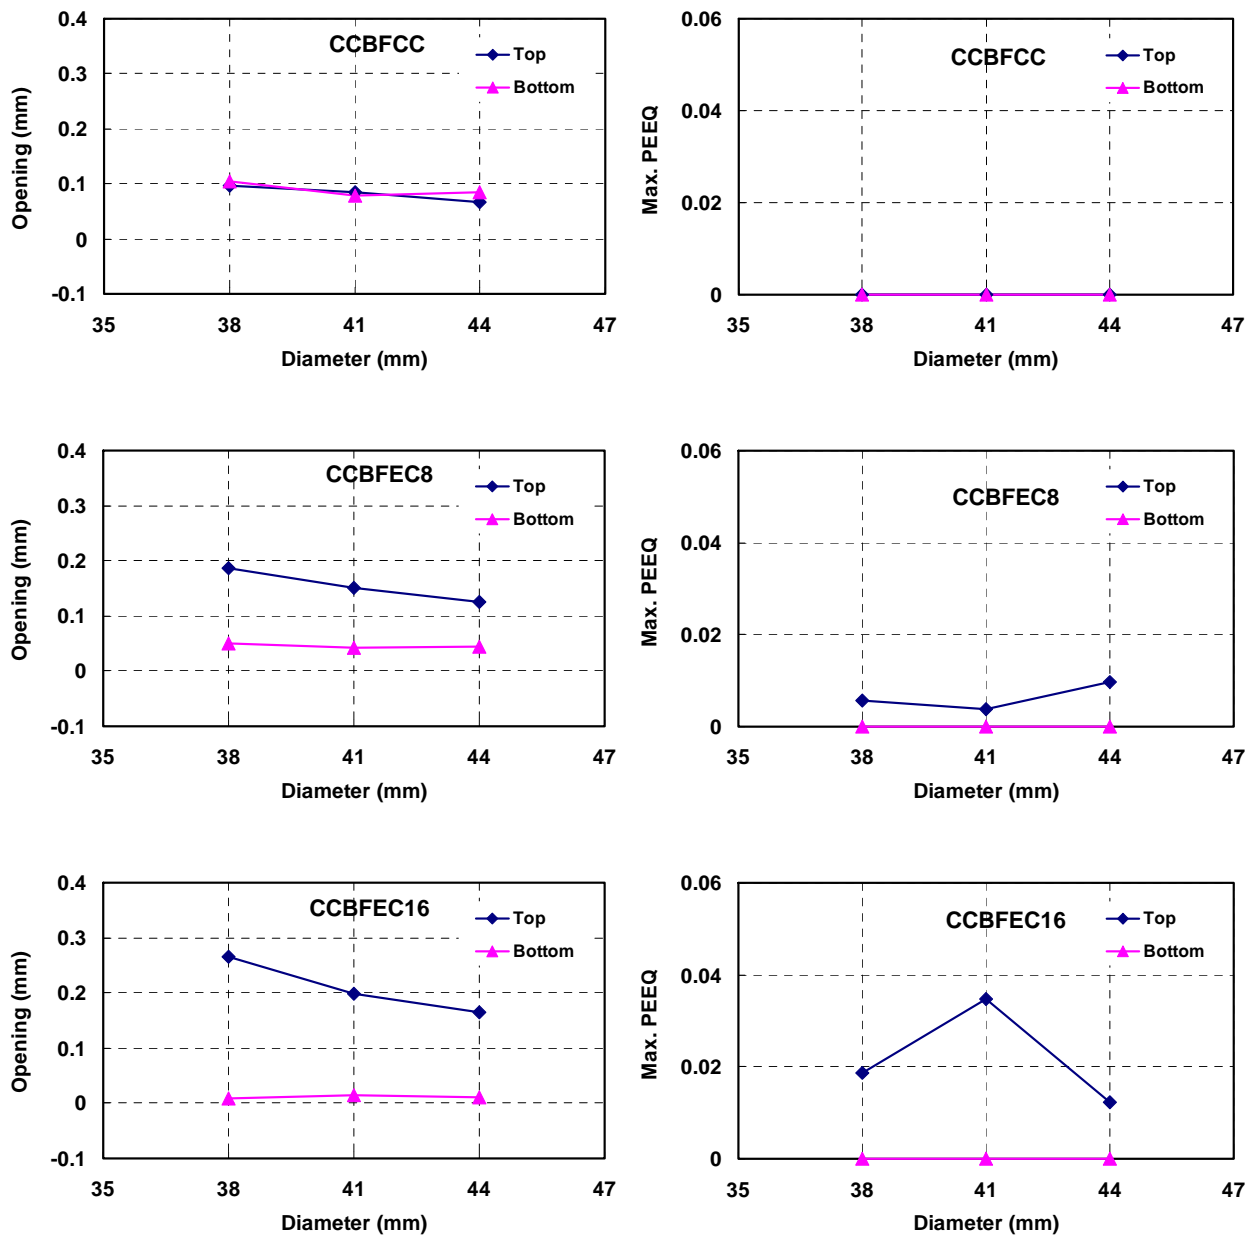 0.4
0.3
0.2
0.1
0
-0.1
35 38 41 44 47
Opening (mm)
Diameter (mm)
CCBFCC
Top
Bottom
0.06
0.04
0.02
0
35 38 41 44 47
Max. PEEQ
Diameter (mm)
CCBFCC
Top
Bottom
0.4
0.3
0.2
0.1
0
-0.1
35 38 41 44 47
Opening (mm)
Diameter (mm)
CCBFEC8
Top
Bottom
0.06
0.04
0.02
0
35 38 41 44 47
Max. PEEQ
Diameter (mm)
CCBFEC8
Top
Bottom
0.4
0.3
0.2
0.1
0
-0.1
35 38 41 44 47
Opening (mm)
Diameter (mm)
CCBFEC16
Top
Bottom
0.06
0.04
0.02
0
35 38 41 44 47
Max. PEEQ
Diameter (mm)
CCBFEC16
Top
Bottom